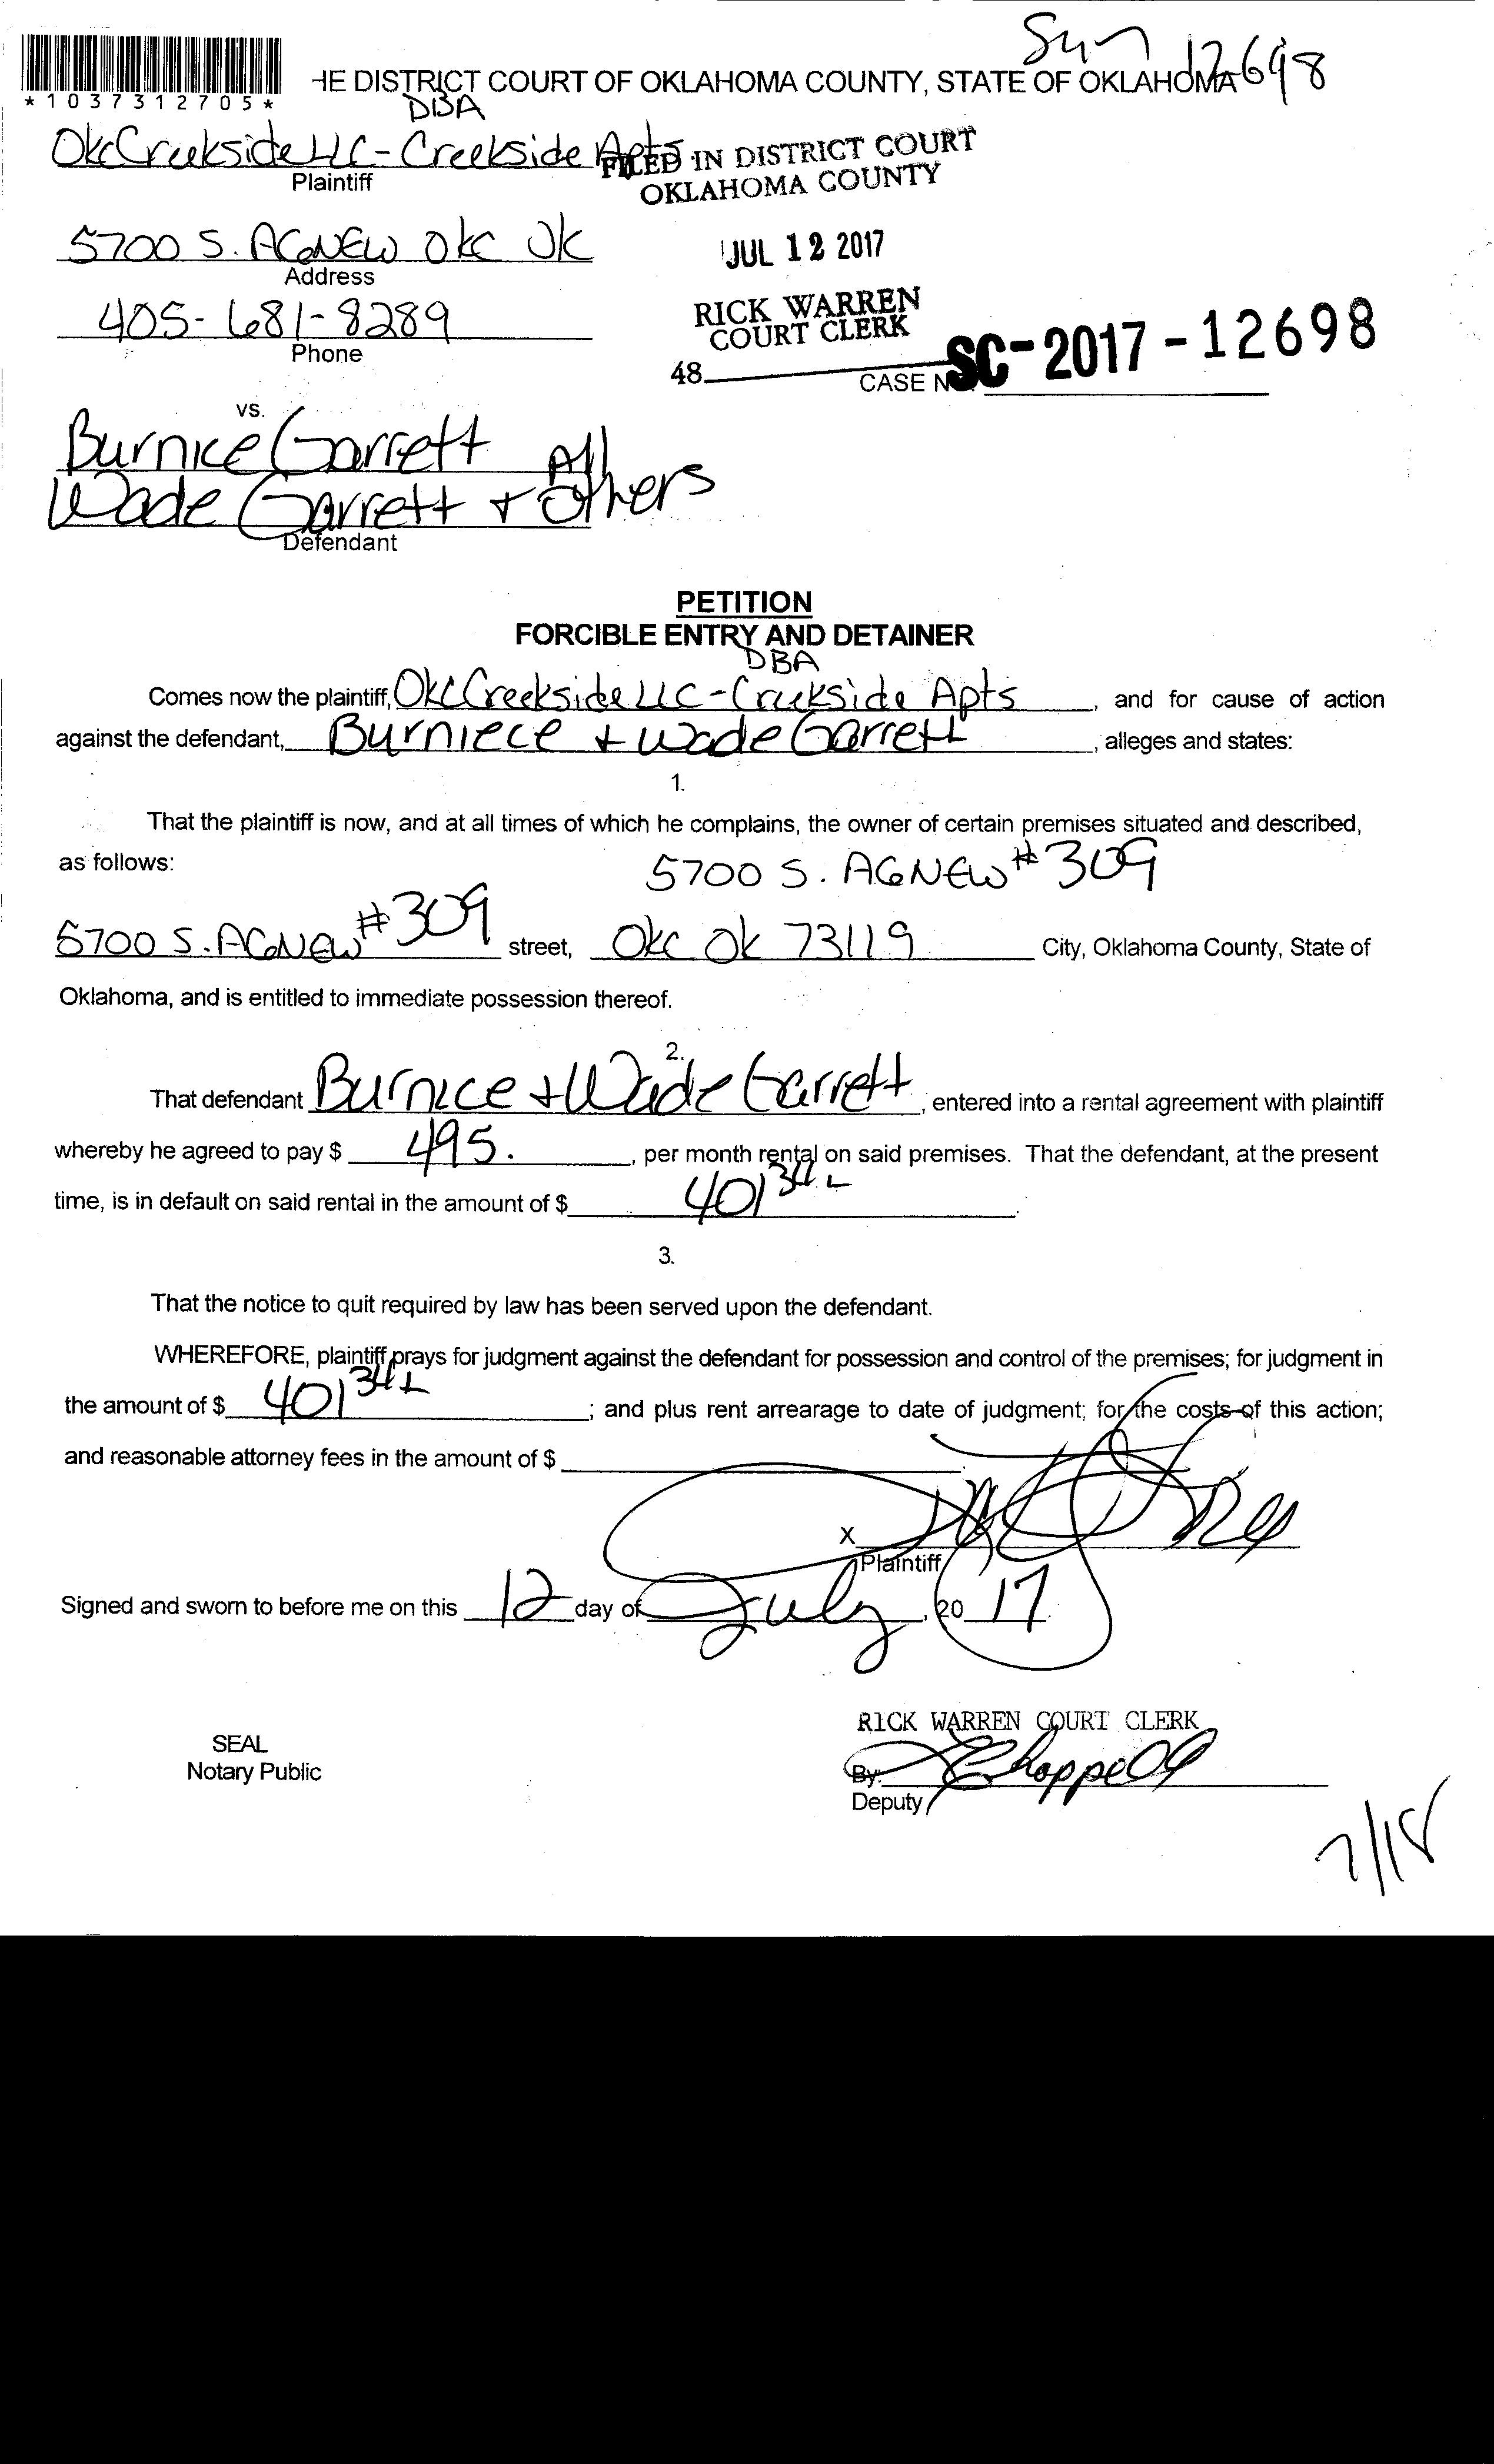 Sun 12698
*1037312705*
HE DISTRICT COURT OF OKLAHOMA COUNTY, STATE OF OKLAHOMA
DBA
Okc Creekside LLC - Creekside Apts
Plaintiff
FILED IN DISTRICT COURT
OKLAHOMA COUNTY
5700 S. AGNEW OKC OK
Address
JUL 12 2017
405-681-8289
Phone
RICK WARREN
COURT CLERK
48
CASE N SC-2017-12698
vs.
Burnice Garrett All
Wade Garrett + Others
Defendant
PETITION
FORCIBLE ENTRY AND DETAINER
DBA
Comes now the plaintiff, Okc Creekside LLC - Creekside Apts, and for cause of action
against the defendant, Burniece + Wade Garrett, alleges and states:
1.
That the plaintiff is now, and at all times of which he complains, the owner of certain premises situated and described,
as follows: 5700 S. AGNEW #309
5700 S. AGNEW #309 street, Okc Ok 73119 City, Oklahoma County, State of
Oklahoma, and is entitled to immediate possession thereof.
2.
That defendant Burnice + Wade Garrett, entered into a rental agreement with plaintiff
whereby he agreed to pay $ 495., per month rental on said premises. That the defendant, at the present
time, is in default on said rental in the amount of $ 401 34.
3.
That the notice to quit required by law has been served upon the defendant.
WHEREFORE, plaintiff prays for judgment against the defendant for possession and control of the premises; for judgment in
the amount of $ 401 34; and plus rent arrearage to date of judgment; for the costs of this action;
and reasonable attorney fees in the amount of $
X
Plaintiff
Signed and sworn to before me on this 12 day of July, 20 17.
RICK WARREN COURT CLERK
SEAL
Notary Public
By: Chappell
Deputy
7/18